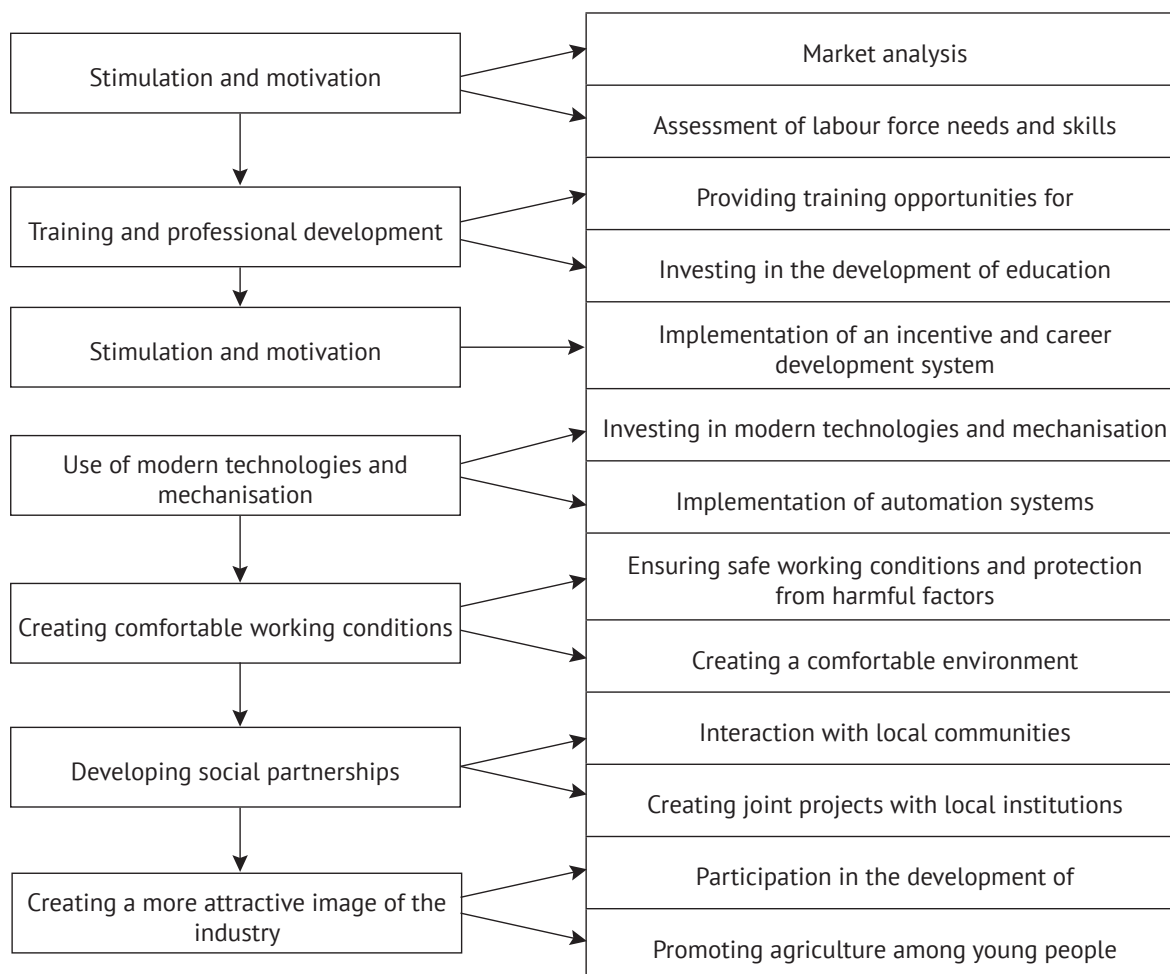 Stimulation and motivation
Market analysis
Assessment of labour force needs and skills
Training and professional development
Providing training opportunities for
Investing in the development of education
Stimulation and motivation
Implementation of an incentive and career
development system
Use of modern technologies and
mechanisation
Investing in modern technologies and mechanisation
Implementation of automation systems
Creating comfortable working conditions
Ensuring safe working conditions and protection
from harmful factors
Creating a comfortable environment
Developing social partnerships
Interaction with local communities
Creating joint projects with local institutions
Creating a more attractive image of the
industry
Participation in the development of
Promoting agriculture among young people